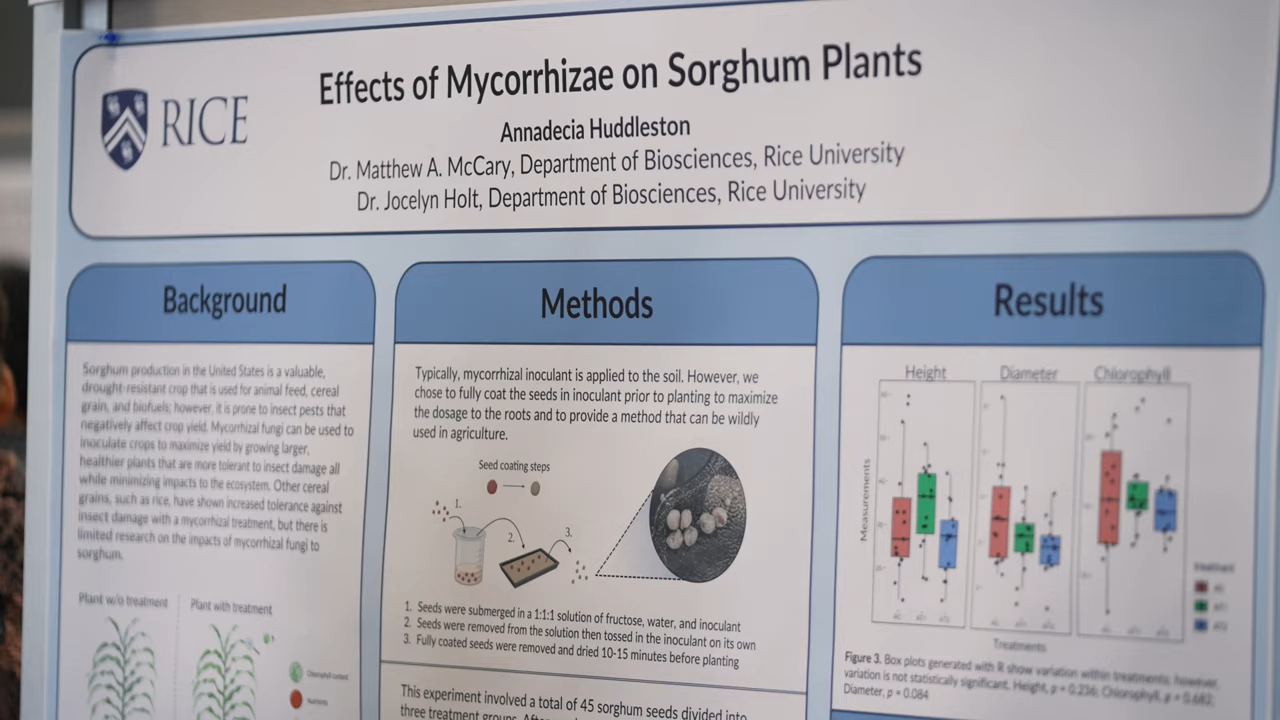 RICE
Effects of Mycorrhizae on Sorghum Plants
Annadecia Huddleston
Dr. Matthew A. McCary, Department of Biosciences, Rice University
Dr. Jocelyn Holt, Department of Biosciences, Rice University
Background
Sorghum production in the United States is a valuable,
drought-resistant crop that is used for animal feed, cereal
grain, and biofuels; however, it is prone to insect pests that
negatively affect crop yield. Mycorrhizal fungi can be used to
inoculate crops to maximize yield by growing larger,
healthier plants that are more tolerant to insect damage all
while minimizing impacts to the ecosystem. Other cereal
grains, such as rice, have shown increased tolerance against
insect damage with a mycorrhizal treatment, but there is
limited research on the impacts of mycorrhizal fungi to
sorghum.
Plant w/o treatment
Plant with treatment
Chlorophyll content
Nutrients
Methods
Typically, mycorrhizal inoculant is applied to the soil. However, we
chose to fully coat the seeds in inoculant prior to planting to maximize
the dosage to the roots and to provide a method that can be wildly
used in agriculture.
Seed coating steps
1.
2.
3.
1. Seeds were submerged in a 1:1:1 solution of fructose, water, and inoculant
2. Seeds were removed from the solution then tossed in the inoculant on its own
3. Fully coated seeds were removed and dried 10-15 minutes before planting
This experiment involved a total of 45 sorghum seeds divided into
three treatment groups.
Results
Height
Diameter
Chlorophyll
Measurements
Treatments
treatment
Figure 3. Box plots generated with R show variation within treatments; however,
variation is not statistically significant. Height, p = 0.236; Chlorophyll, p = 0.682;
Diameter, p = 0.084